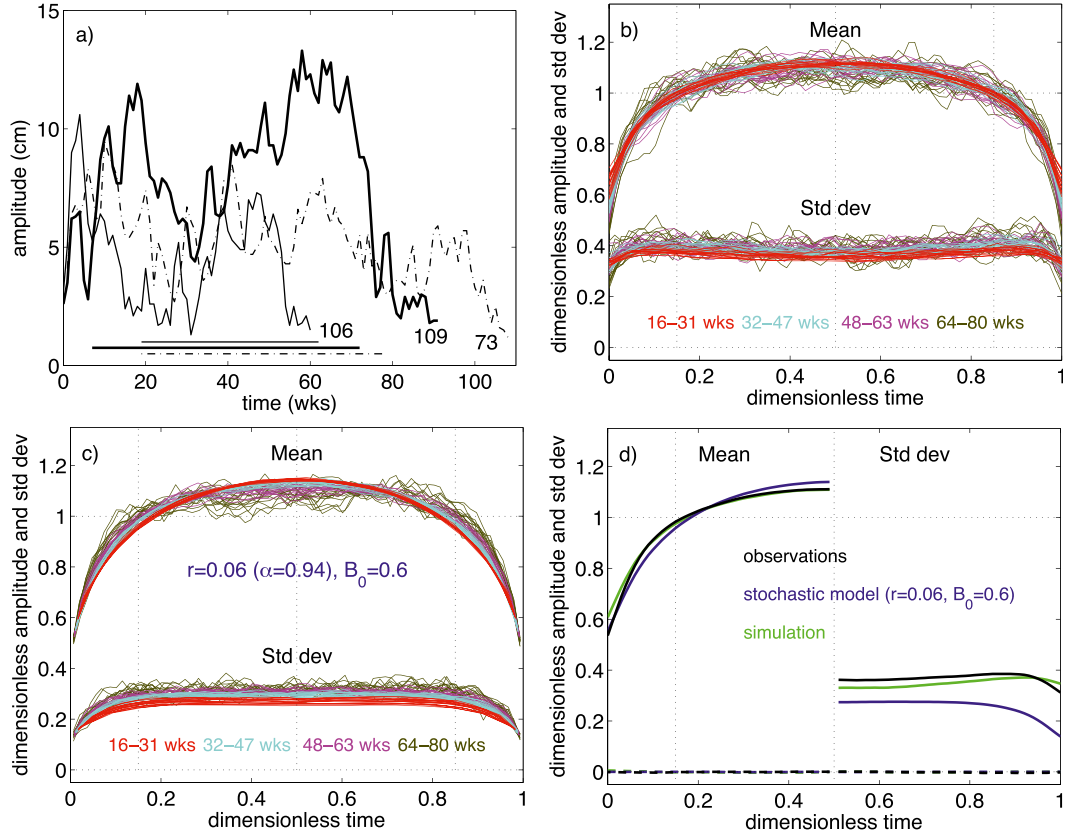 a)
15
10
5
0
amplitude (cm)
106
109
73
0 20 40 60 80 100
time (wks)
b)
Mean
Std dev
1.2
1
0.8
0.6
0.4
0.2
0
dimensionless amplitude and std dev
16–31 wks 32–47 wks 48–63 wks 64–80 wks
0 0.2 0.4 0.6 0.8 1
dimensionless time
c)
Mean
r=0.06 (α=0.94), B0=0.6
Std dev
1.2
1
0.8
0.6
0.4
0.2
0
dimensionless amplitude and std dev
16–31 wks 32–47 wks 48–63 wks 64–80 wks
0 0.2 0.4 0.6 0.8 1
dimensionless time
d)
Mean
Std dev
1.2
1
0.8
0.6
0.4
0.2
0
dimensionless amplitude and std dev
observations
stochastic model (r=0.06, B0=0.6)
simulation
0 0.2 0.4 0.6 0.8 1
dimensionless time